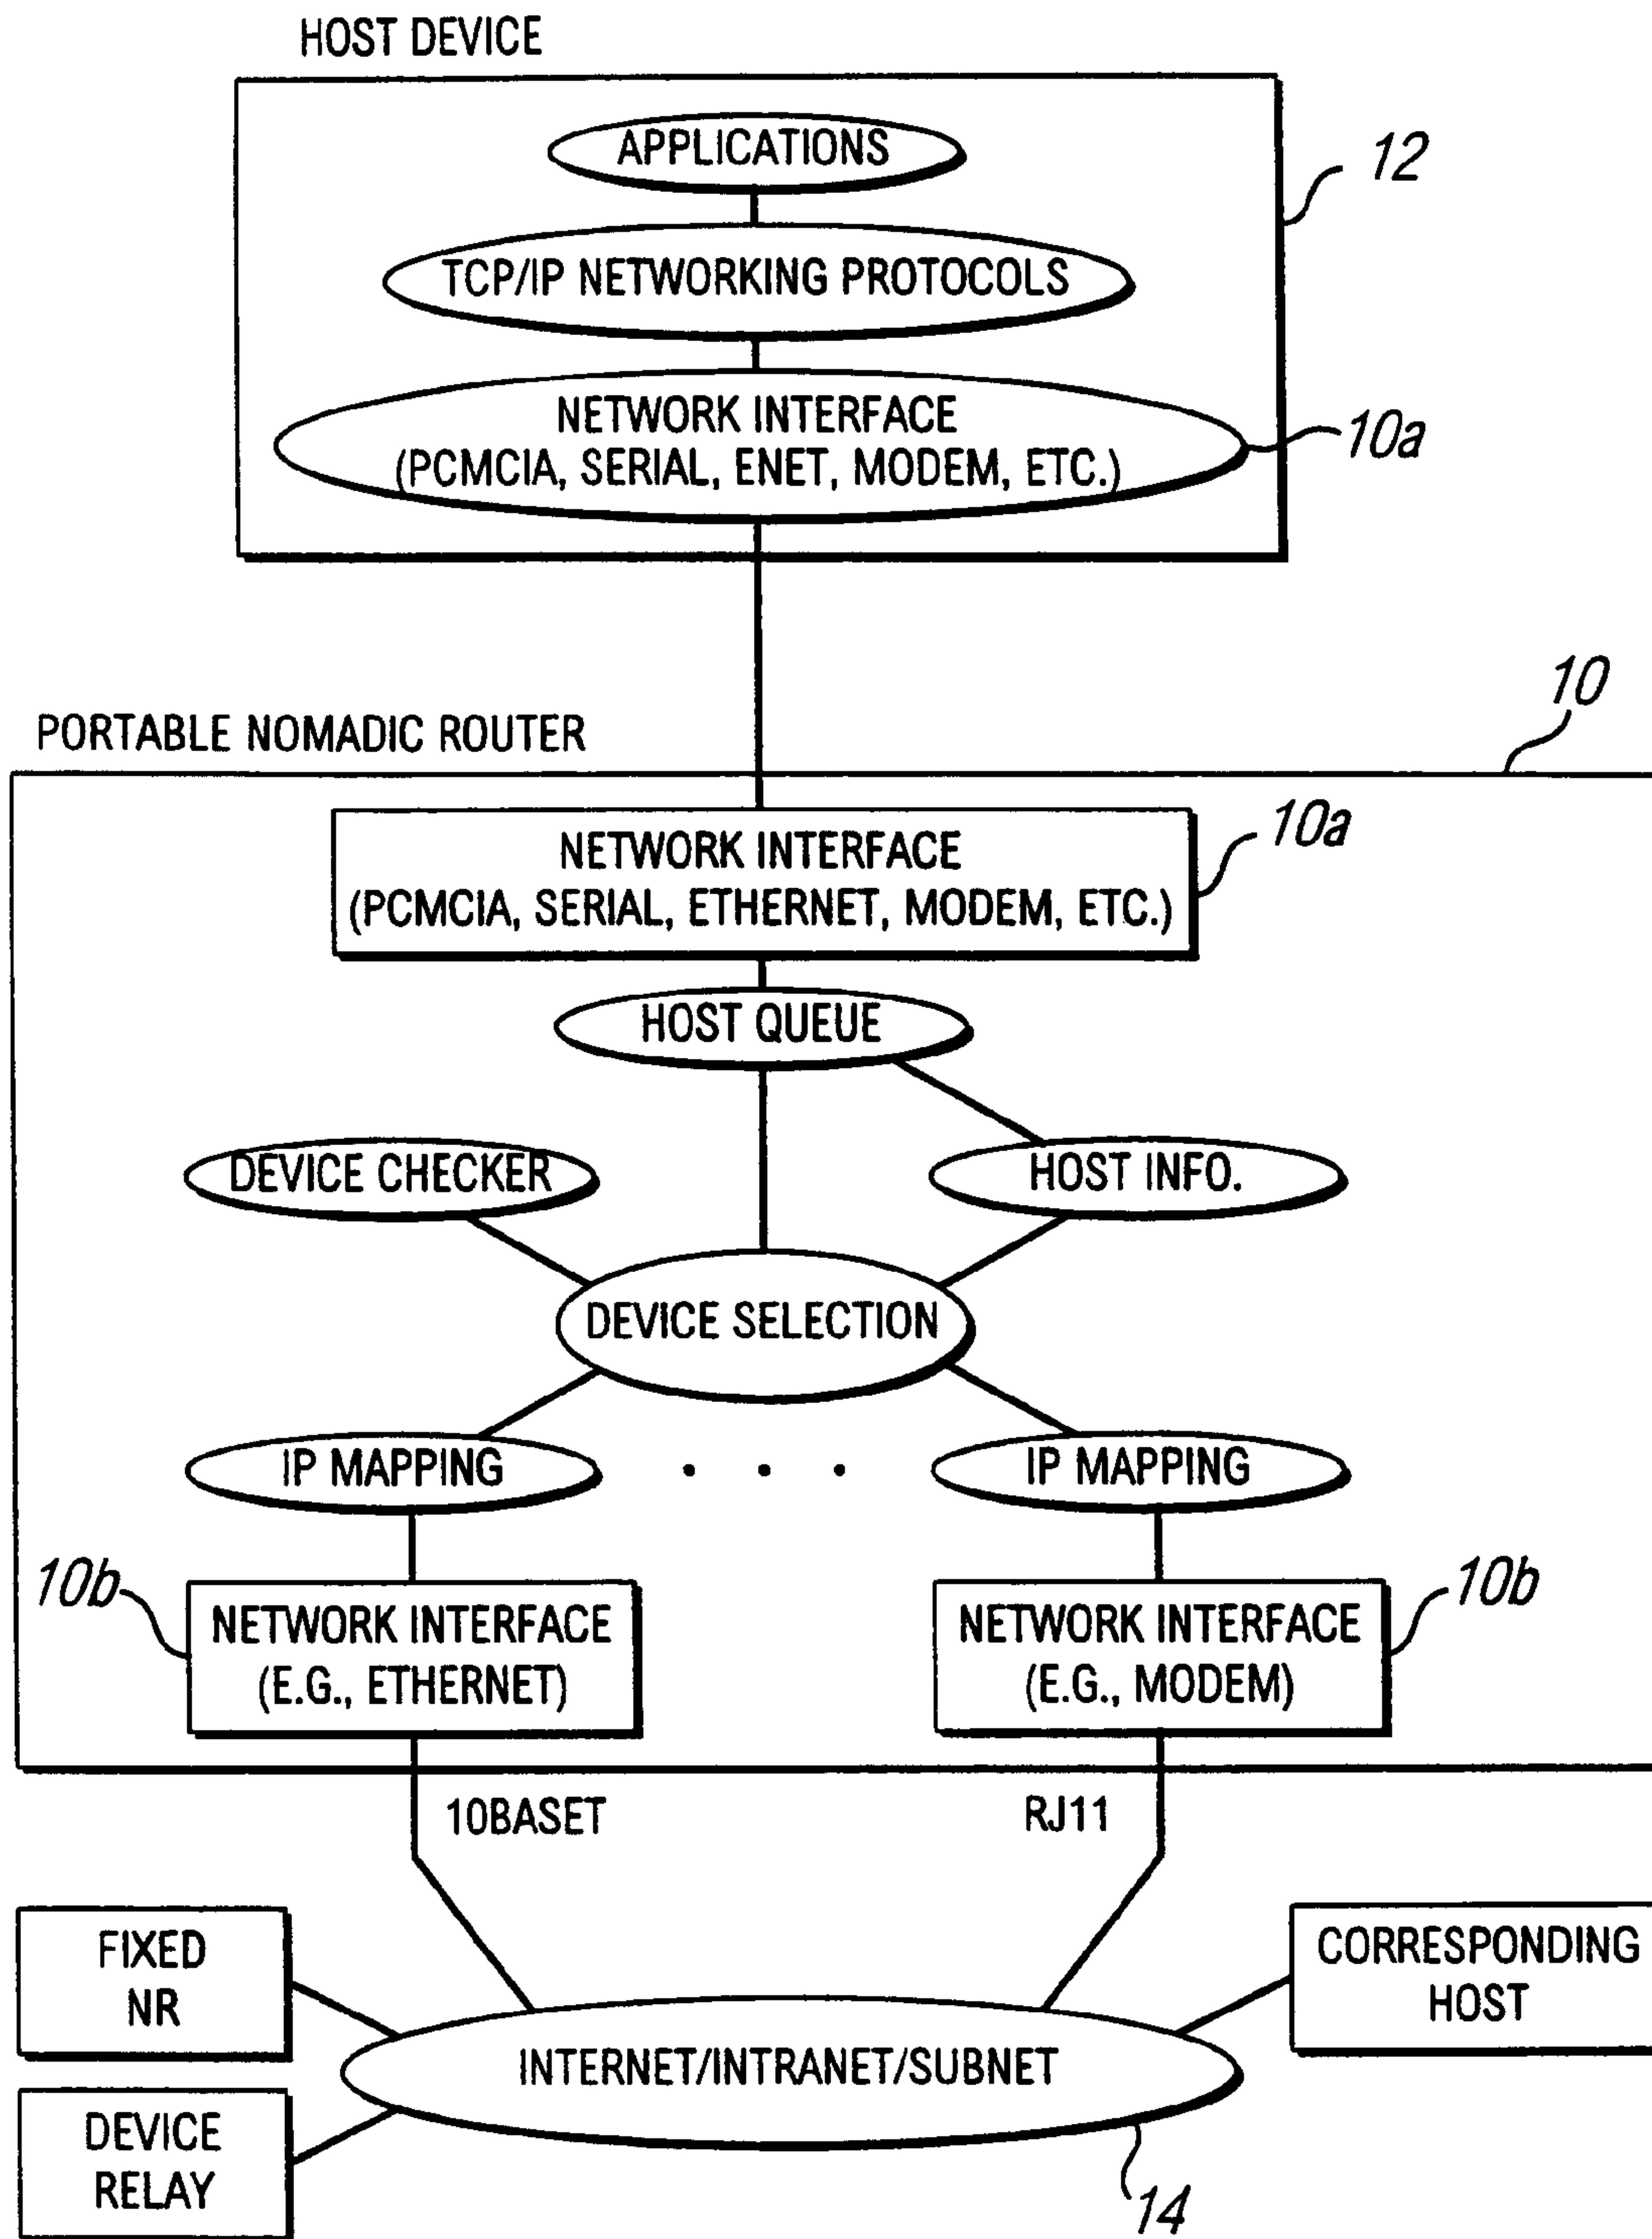 HOST DEVICE
APPLICATIONS
12
TCP/IP NETWORKING PROTOCOLS
NETWORK INTERFACE
(PCMCIA, SERIAL, ENET, MODEM, ETC.)
10a
10
PORTABLE NOMADIC ROUTER
NETWORK INTERFACE
(PCMCIA, SERIAL, ETHERNET, MODEM, ETC.)
10a
HOST QUEUE
DEVICE CHECKER
HOST INFO.
DEVICE SELECTION
IP MAPPING
. . .
IP MAPPING
10b
NETWORK INTERFACE
(E.G., ETHERNET)
NETWORK INTERFACE
(E.G., MODEM)
10b
10BASET
RJ11
FIXED
NR
CORRESPONDING
HOST
INTERNET/INTRANET/SUBNET
DEVICE
RELAY
14